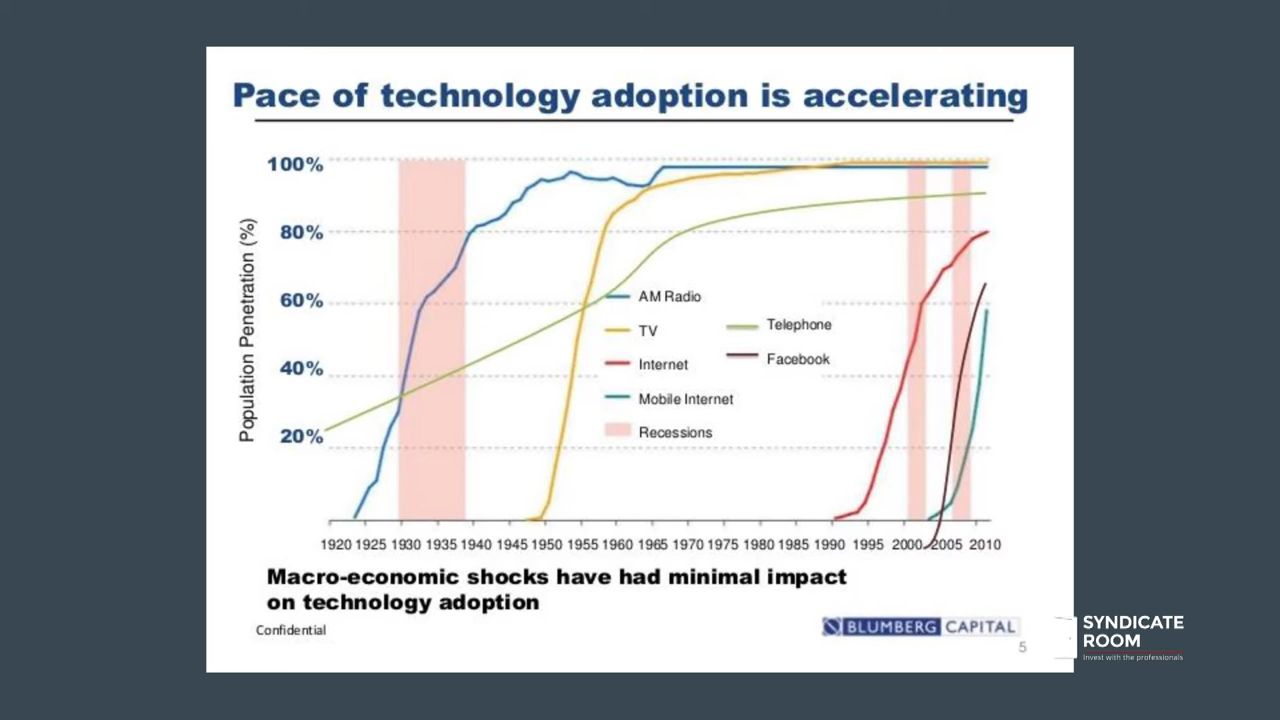 Pace of technology adoption is accelerating
100%
80%
60%
40%
20%
Population Penetration (%)
AM Radio
TV
Internet
Mobile Internet
Recessions
Telephone
Facebook
1920 1925 1930 1935 1940 1945 1950 1955 1960 1965 1970 1975 1980 1985 1990 1995 2000 2005 2010
Macro-economic shocks have had minimal impact
on technology adoption
Confidential
BLUMBERG CAPITAL
5
SYNDICATE
ROOM
Invest with the professionals